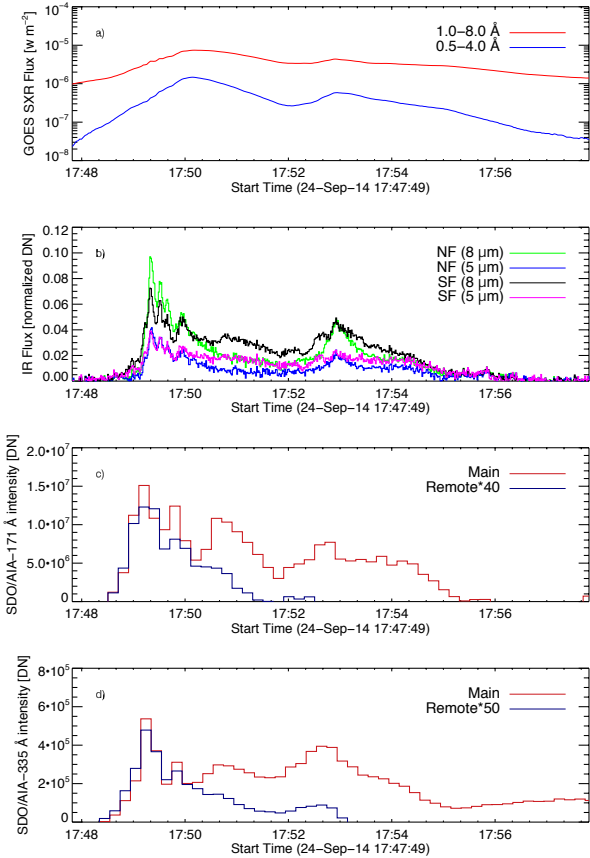 a)
1.0–8.0 Å
0.5–4.0 Å
GOES SXR Flux [w m⁻²]
10⁻⁴
10⁻⁵
10⁻⁶
10⁻⁷
10⁻⁸
17:48 17:50 17:52 17:54 17:56
Start Time (24–Sep–14 17:47:49)
b)
NF (8 μm)
NF (5 μm)
SF (8 μm)
SF (5 μm)
IR Flux [normalized DN]
0.12
0.10
0.08
0.06
0.04
0.02
0.00
17:48 17:50 17:52 17:54 17:56
Start Time (24–Sep–14 17:47:49)
c)
Main
Remote*40
SDO/AIA–171 Å intensity [DN]
2.0•10⁷
1.5•10⁷
1.0•10⁷
5.0•10⁶
0
17:48 17:50 17:52 17:54 17:56
Start Time (24–Sep–14 17:47:49)
d)
Main
Remote*50
SDO/AIA–335 Å intensity [DN]
8•10⁵
6•10⁵
4•10⁵
2•10⁵
0
17:48 17:50 17:52 17:54 17:56
Start Time (24–Sep–14 17:47:49)